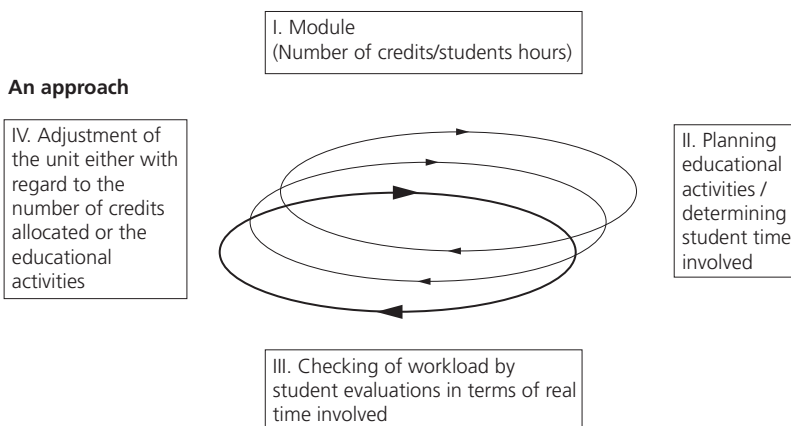 I. Module
(Number of credits/students hours)
An approach
IV. Adjustment of
the unit either with
regard to the
number of credits
allocated or the
educational
activities
II. Planning
educational
activities /
determining
student time
involved
III. Checking of workload by
student evaluations in terms of real
time involved